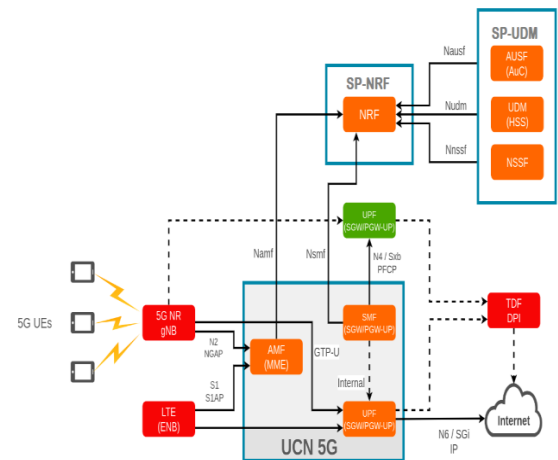 SP-UDM
Nausf
AUSF
(AuC)
SP-NRF
NRF
Nudm
UDM
(HSS)
Nnssf
NSSF
UPF
(SGW/PGW-UP)
Namf
Nsmf
N4 / Sxb
PFCP
5G UEs
5G NR
gNB
N2
NGAP
AMF
(MME)
GTP-U
SMF
(SGW/PGW-UP)
TDF
DPI
S1
S1AP
Internal
LTE
(ENB)
UPF
(SGW/PGW-UP)
UCN 5G
N6 / SGi
IP
Internet